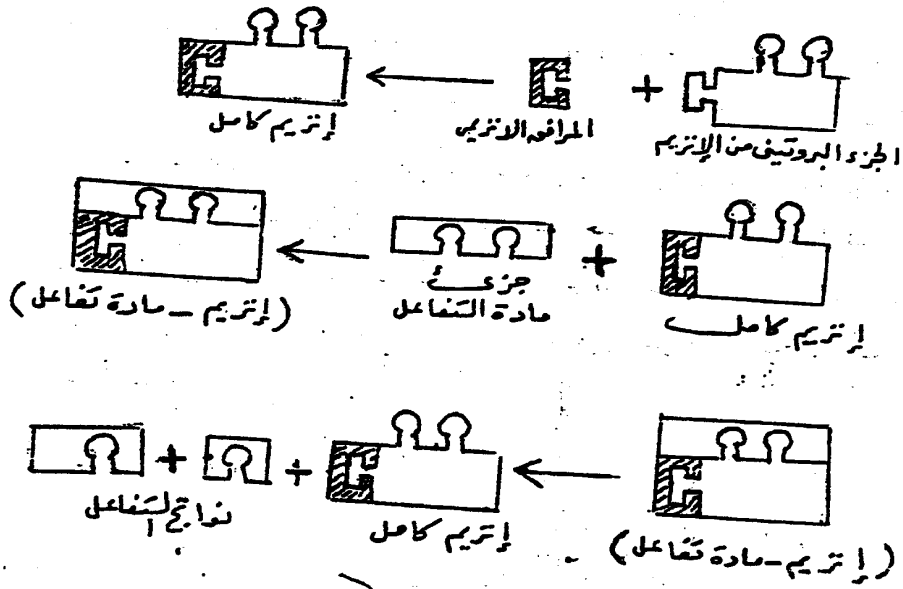 الجزء البروتيني من الإنزيم + المرافق الانزيمي ← إنزيم كامل
إنزيم كامل + جزئ مادة التفاعل ← (إنزيم - مادة تفاعل)
(إنزيم - مادة تفاعل) ← إنزيم كامل + + نواتج التفاعل